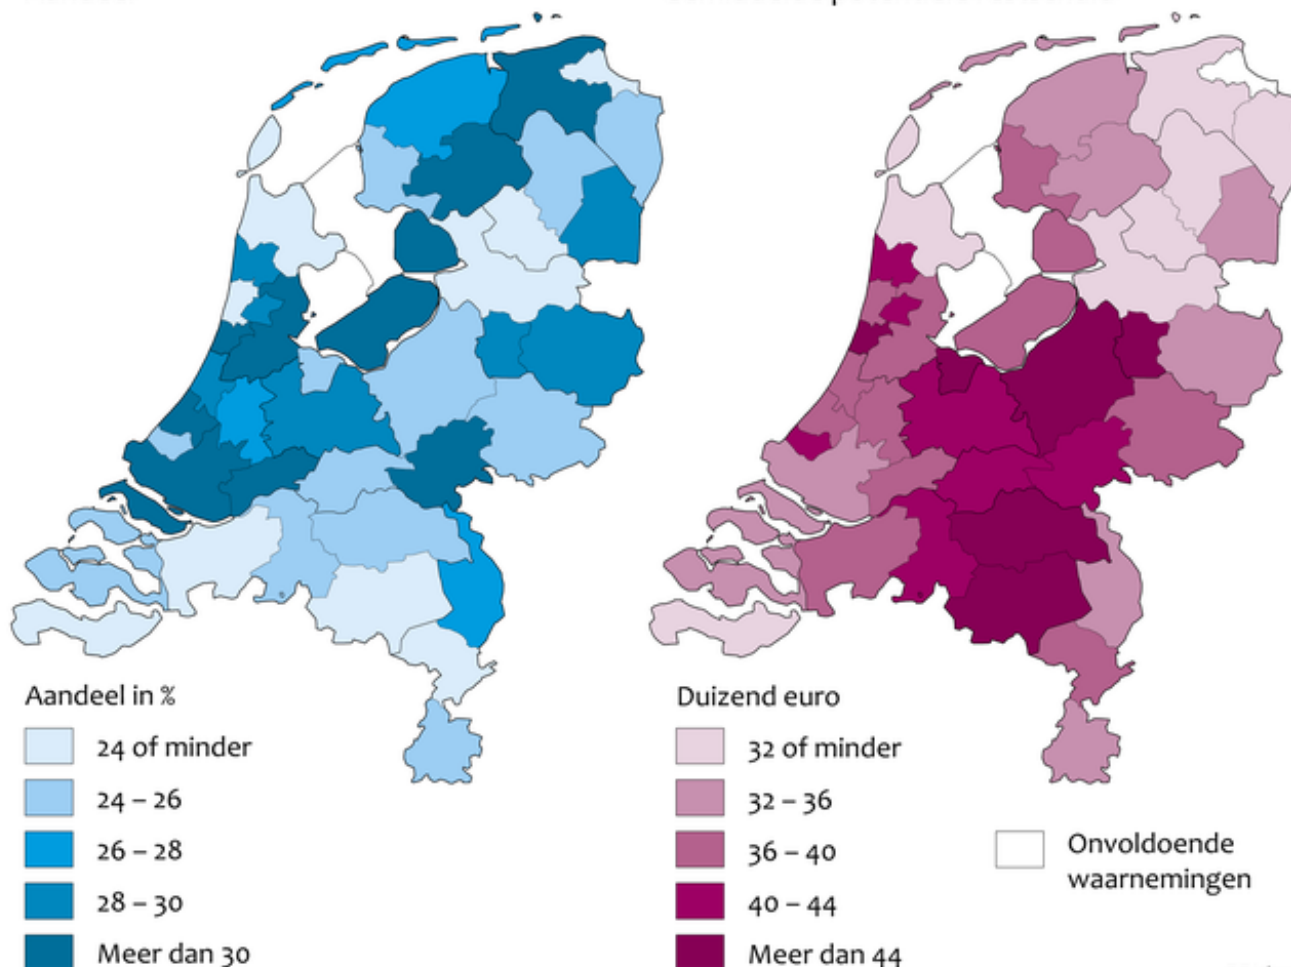 Aandeel in %
24 of minder
24 – 26
26 – 28
28 – 30
Meer dan 30
Duizend euro
32 of minder
32 – 36
36 – 40
40 – 44
Meer dan 44
Onvoldoende
waarnemingen